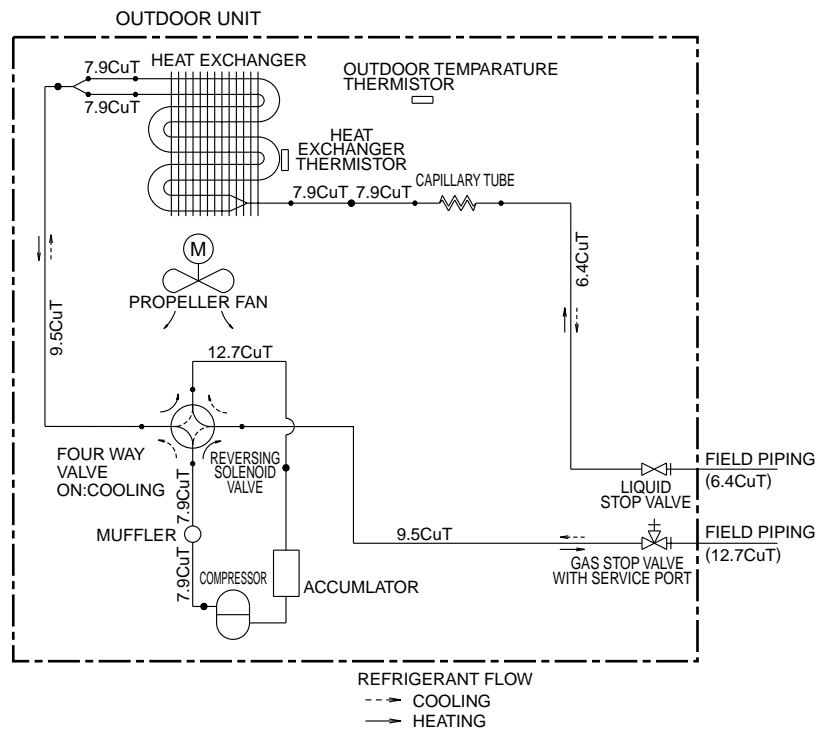 OUTDOOR UNIT
7.9CuT
HEAT EXCHANGER
7.9CuT
OUTDOOR TEMPARATURE
THERMISTOR
HEAT
EXCHANGER
THERMISTOR
7.9CuT
7.9CuT
CAPILLARY TUBE
M
PROPELLER FAN
6.4CuT
9.5CuT
12.7CuT
FOUR WAY
VALVE
ON:COOLING
REVERSING
SOLENOID
VALVE
7.9CuT
MUFFLER
7.9CuT
COMPRESSOR
ACCUMLATOR
9.5CuT
LIQUID
STOP VALVE
FIELD PIPING
(6.4CuT)
GAS STOP VALVE
WITH SERVICE PORT
FIELD PIPING
(12.7CuT)
REFRIGERANT FLOW
COOLING
HEATING